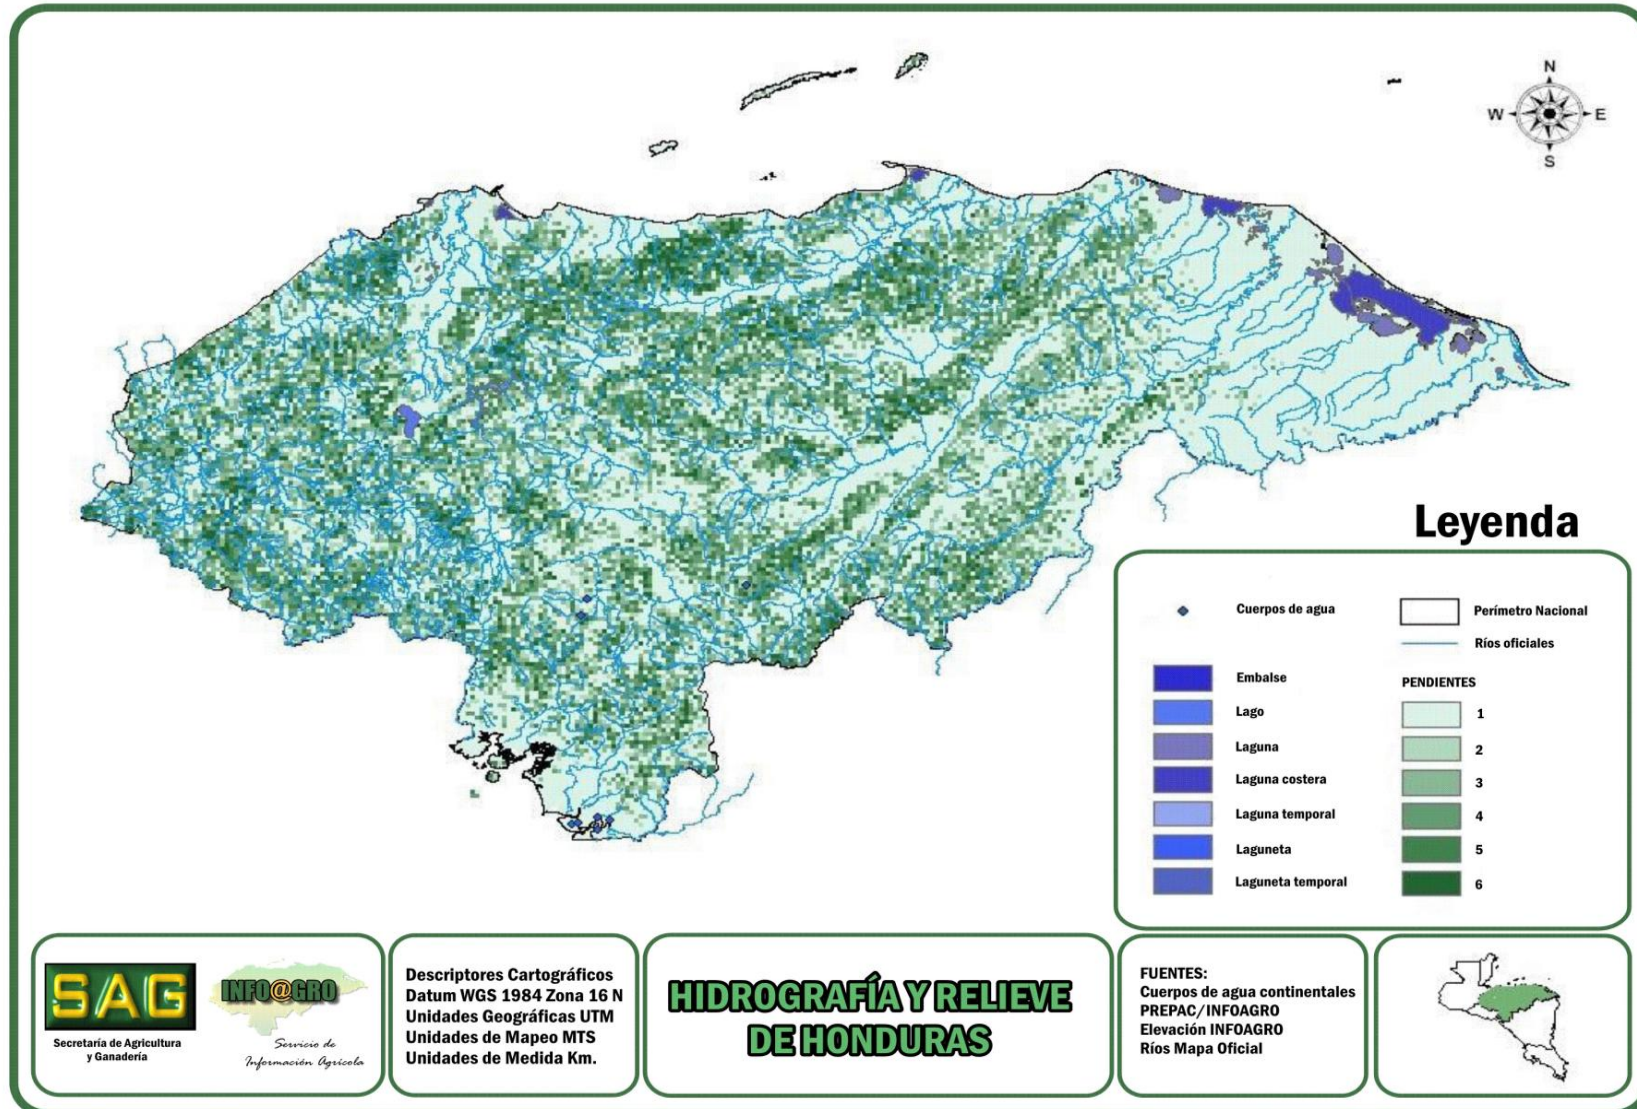 N
W
E
S
Leyenda
Cuerpos de agua
Embalse
Lago
Laguna
Laguna costera
Laguna temporal
Laguneta
Laguneta temporal
Perímetro Nacional
Ríos oficiales
PENDIENTES
1
2
3
4
5
6
SAG
Secretaría de Agricultura
y Ganadería
INFO@GRO
Servicio de
Información Agrícola
Descriptores Cartográficos
Datum WGS 1984 Zona 16 N
Unidades Geográficas UTM
Unidades de Mapeo MTS
Unidades de Medida Km.
HIDROGRAFÍA Y RELIEVE
DE HONDURAS
FUENTES:
Cuerpos de agua continentales
PREPAC/INFOAGRO
Elevación INFOAGRO
Ríos Mapa Oficial